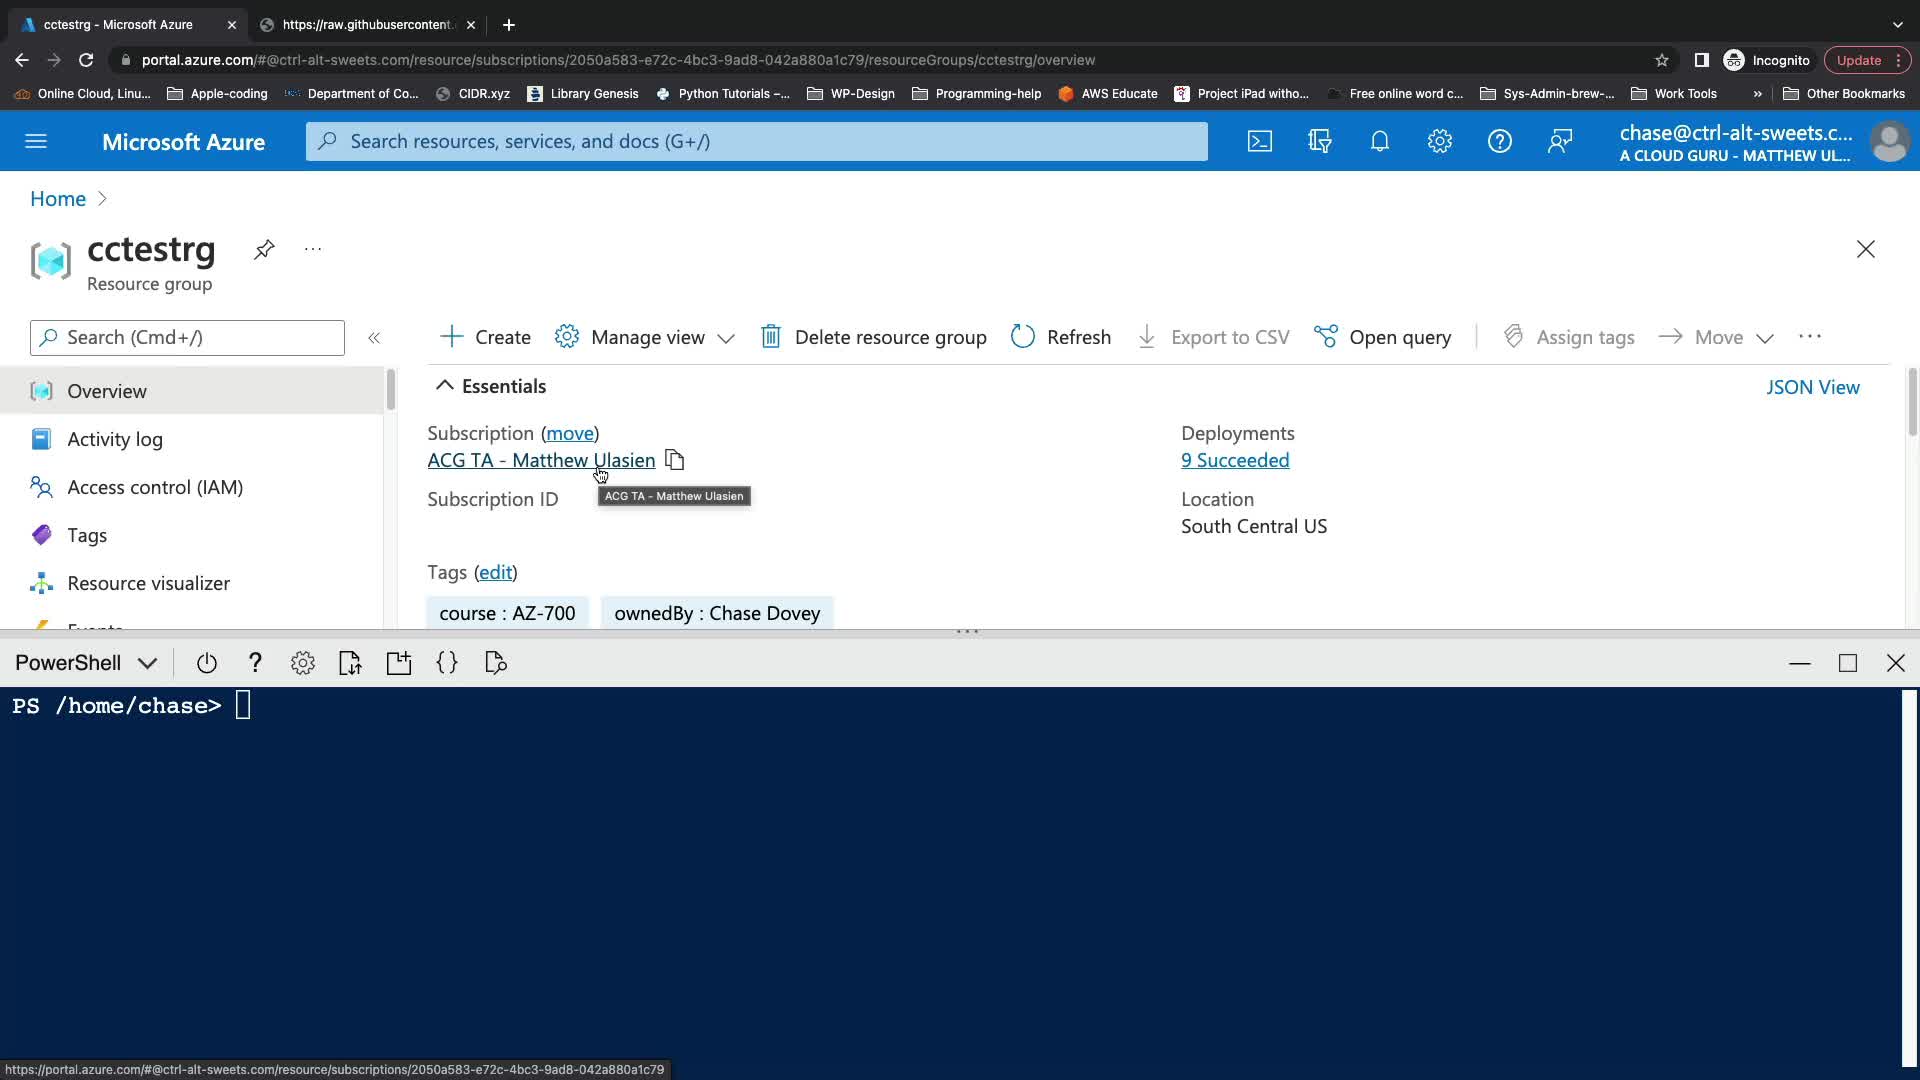 cctestrg - Microsoft Azure
https://raw.githubusercontent.
portal.azure.com/#@ctrl-alt-sweets.com/resource/subscriptions/2050a583-e72c-4bc3-9ad8-042a880a1c79/resourceGroups/cctestrg/overview
Incognito
Update
Online Cloud, Linu... Apple-coding Department of Co... CIDR.xyz Library Genesis Python Tutorials –... WP-Design Programming-help AWS Educate Project iPad witho... Free online word c... Sys-Admin-brew-... Work Tools » Other Bookmarks
Microsoft Azure
Search resources, services, and docs (G+/)
chase@ctrl-alt-sweets.c...
A CLOUD GURU - MATTHEW UL...
Home >
cctestrg
Resource group
Search (Cmd+/)
Create Manage view Delete resource group Refresh Export to CSV Open query Assign tags Move
Overview
Activity log
Access control (IAM)
Tags
Resource visualizer
Events
Essentials
JSON View
Subscription (move)
ACG TA - Matthew Ulasien
Subscription ID
ACG TA - Matthew Ulasien
Deployments
9 Succeeded
Location
South Central US
Tags (edit)
course : AZ-700 ownedBy : Chase Dovey
PowerShell
PS /home/chase>
https://portal.azure.com/#@ctrl-alt-sweets.com/resource/subscriptions/2050a583-e72c-4bc3-9ad8-042a880a1c79